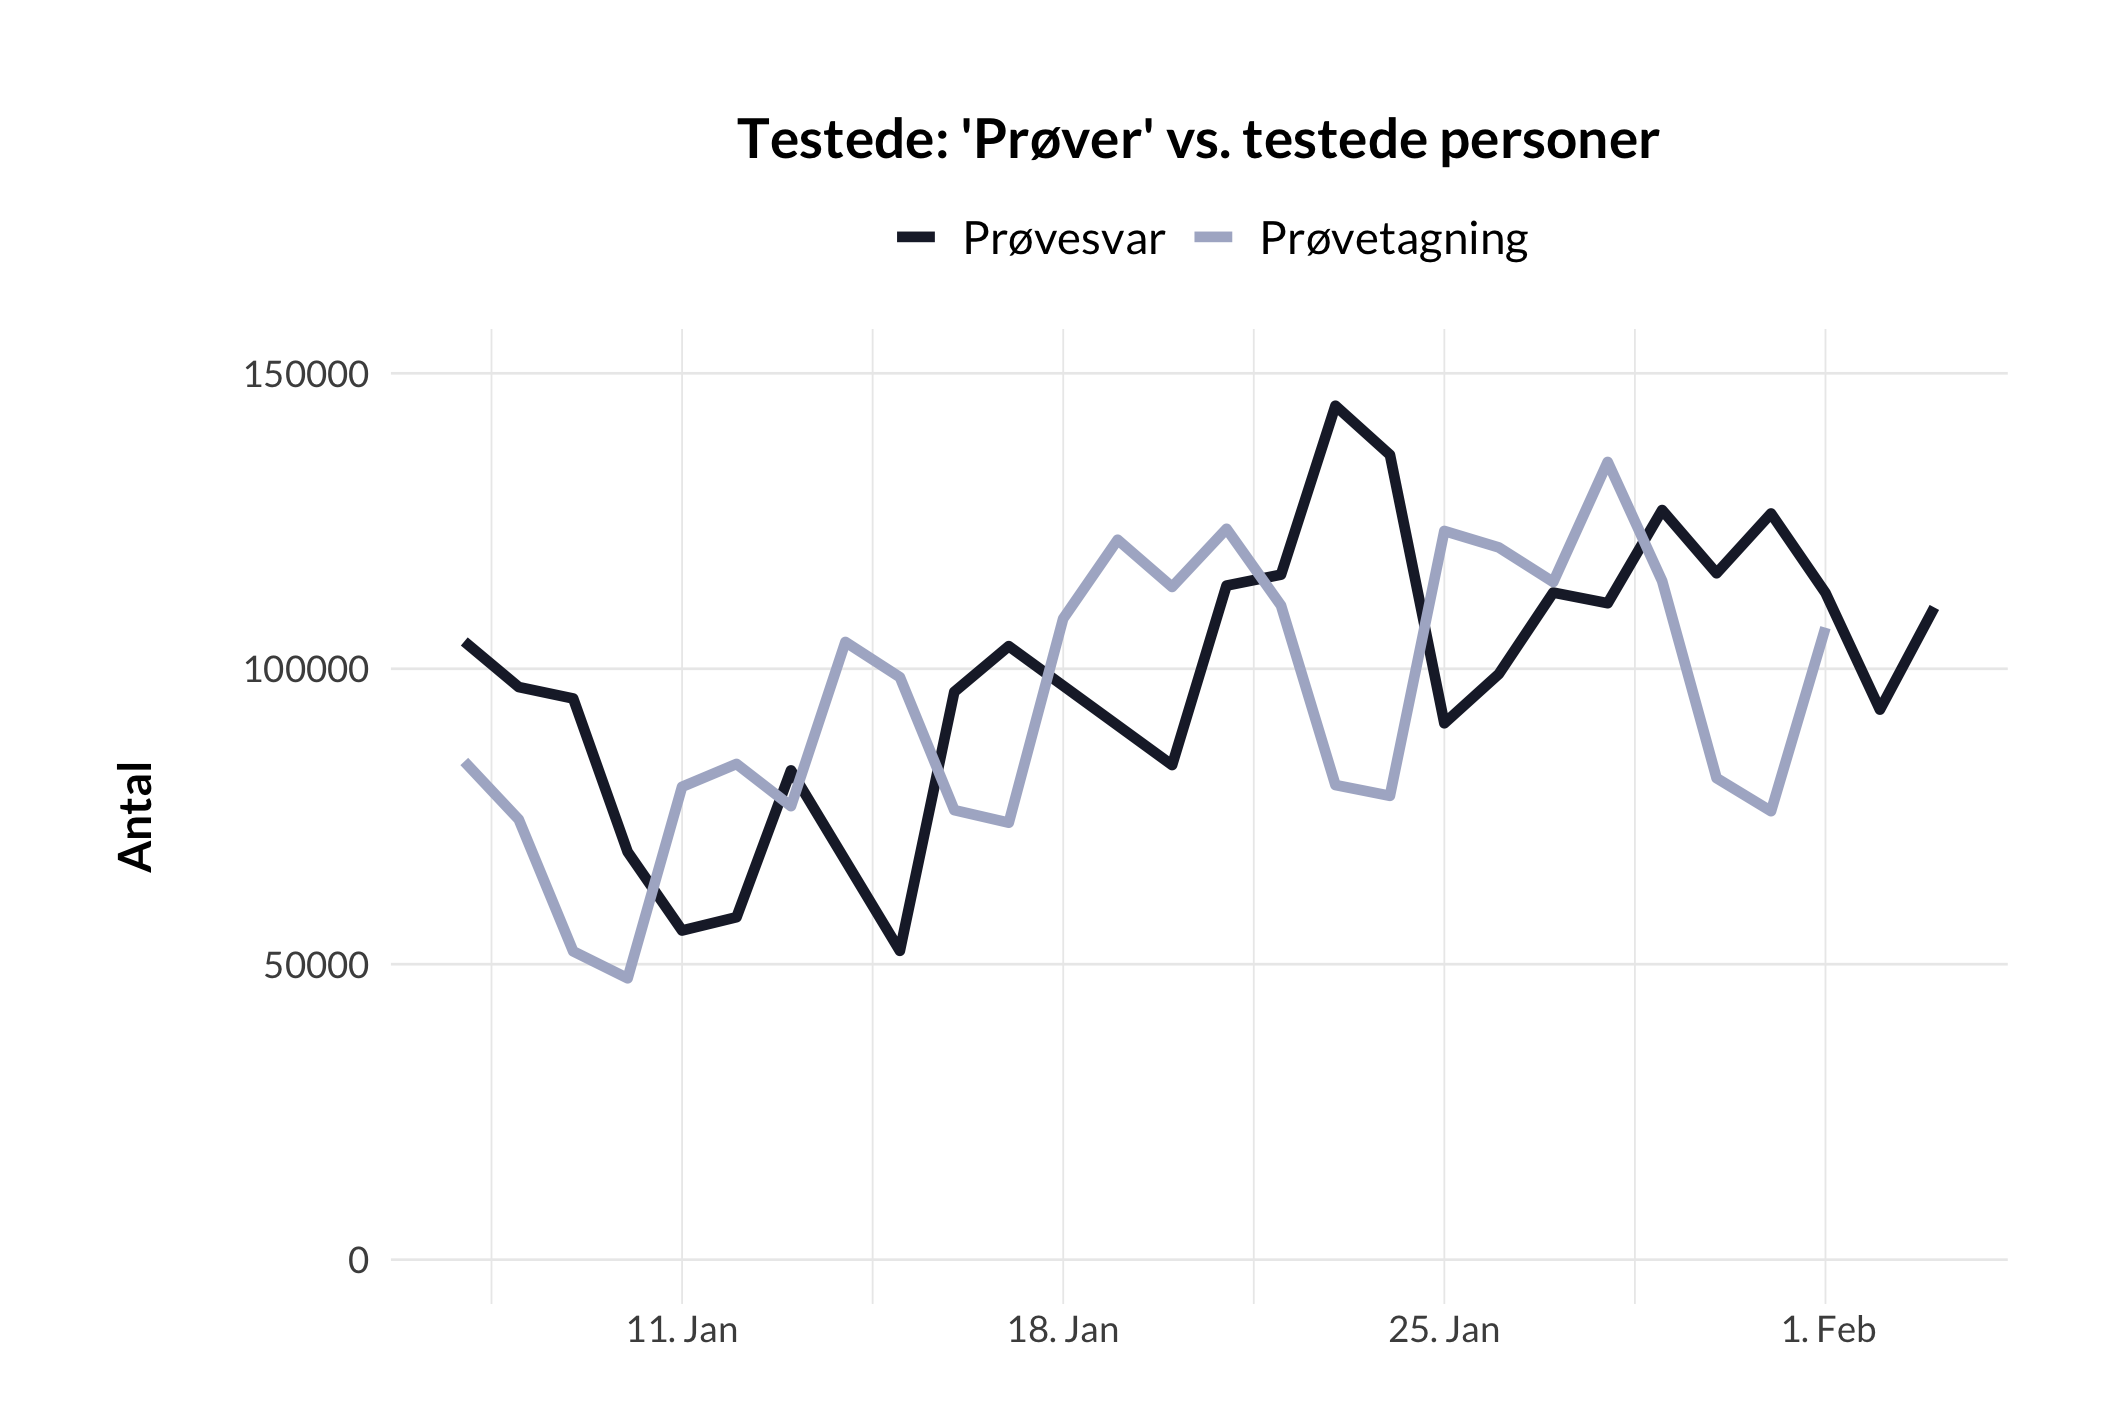 Testede: 'Prøver' vs. testede personer
Prøvesvar Prøvetagning
150000
100000
50000
0
Antal
11. Jan 18. Jan 25. Jan 1. Feb